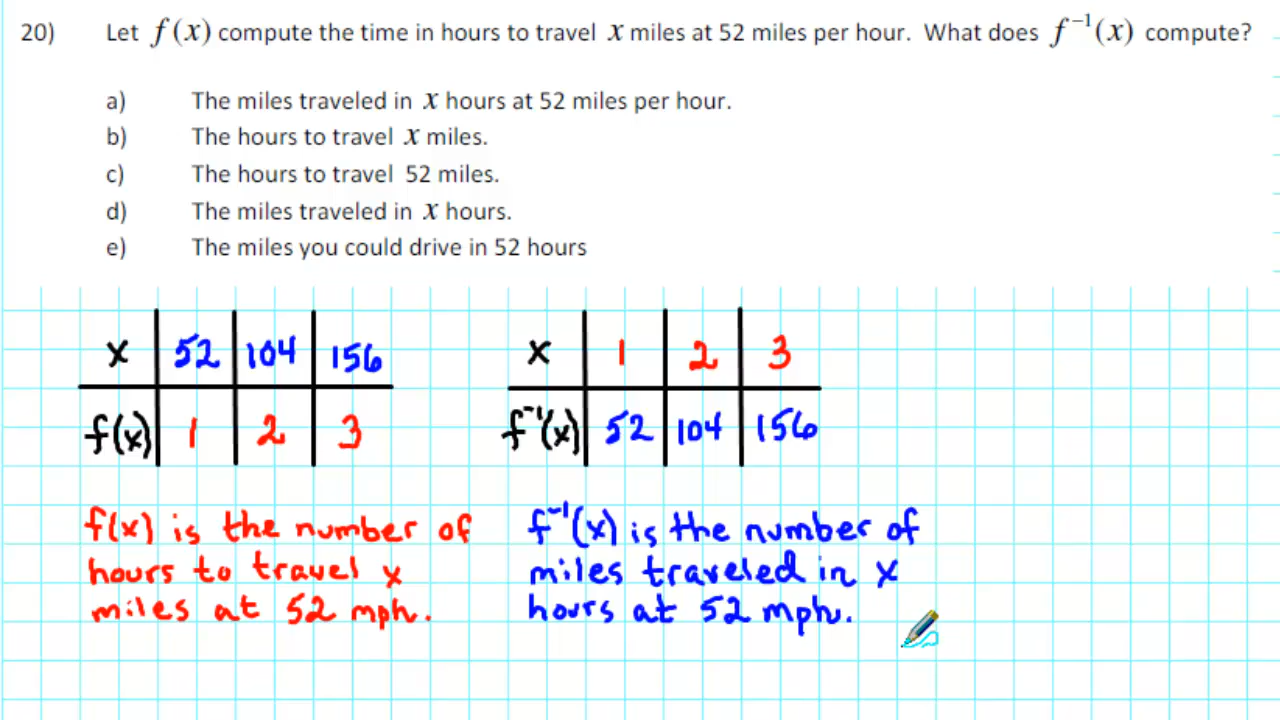 20) Let f(x) compute the time in hours to travel x miles at 52 miles per hour. What does f⁻¹(x) compute?
a) The miles traveled in x hours at 52 miles per hour.
b) The hours to travel x miles.
c) The hours to travel 52 miles.
d) The miles traveled in x hours.
e) The miles you could drive in 52 hours
x 52 104 156
f(x) 1 2 3
x 1 2 3
f⁻¹(x) 52 104 156
f(x) is the number of
hours to travel x
miles at 52 mph.
f⁻¹(x) is the number of
miles traveled in x
hours at 52 mph.